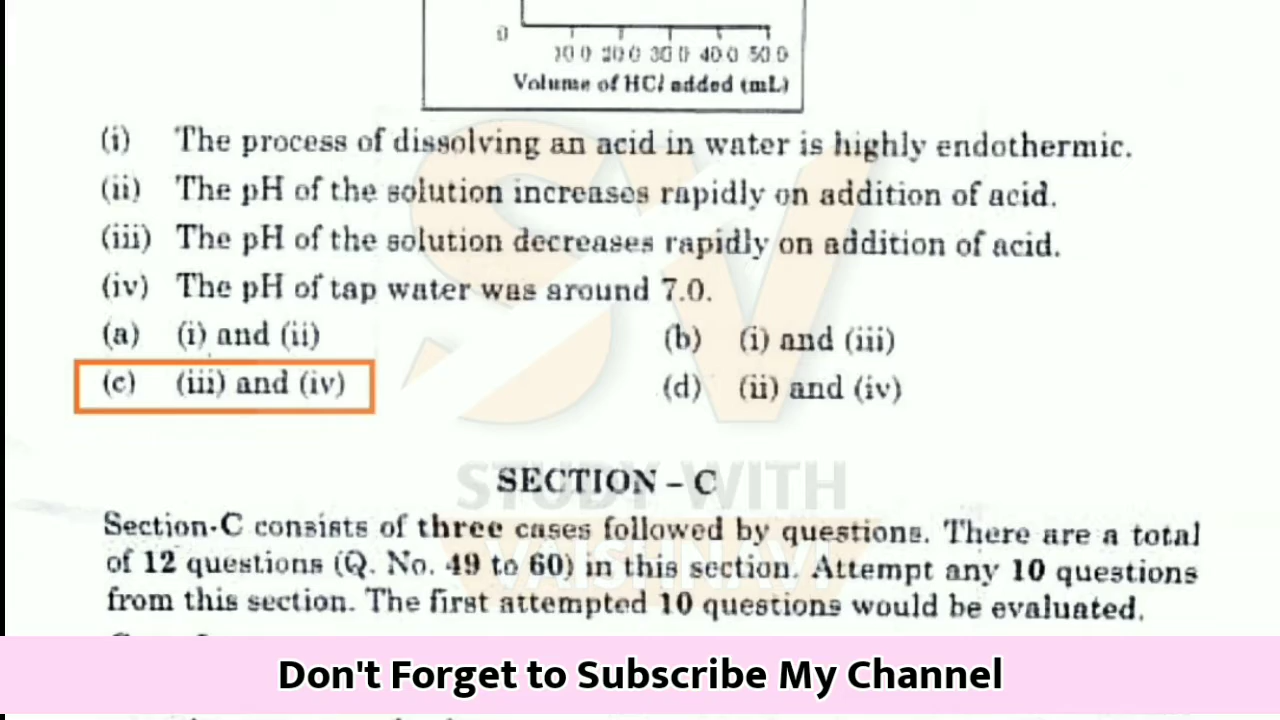 0
10 0 20 0 30 0 40 0 50 0
Volume of HCl added (mL)
(i) The process of dissolving an acid in water is highly endothermic.
(ii) The pH of the solution increases rapidly on addition of acid.
(iii) The pH of the solution decreases rapidly on addition of acid.
(iv) The pH of tap water was around 7.0.
(a) (i) and (ii) (b) (i) and (iii)
(c) (iii) and (iv) (d) (ii) and (iv)
SV
STUDY WITH
VAISHNAVI
SECTION – C
Section-C consists of three cases followed by questions. There are a total
of 12 questions (Q. No. 49 to 60) in this section. Attempt any 10 questions
from this section. The first attempted 10 questions would be evaluated.
Don't Forget to Subscribe My Channel